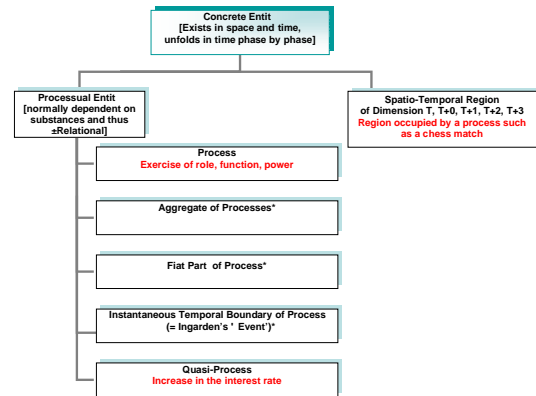 Concrete Entit
[Exists in space and time,
unfolds in time phase by phase]
Processual Entit
[normally dependent on
substances and thus
±Relational]
Spatio-Temporal Region
of Dimension T, T+0, T+1, T+2, T+3
Region occupied by a process such
as a chess match
Process
Exercise of role, function, power
Aggregate of Processes*
Fiat Part of Process*
Instantaneous Temporal Boundary of Process
(= Ingarden's ' Event')*
Quasi-Process
Increase in the interest rate